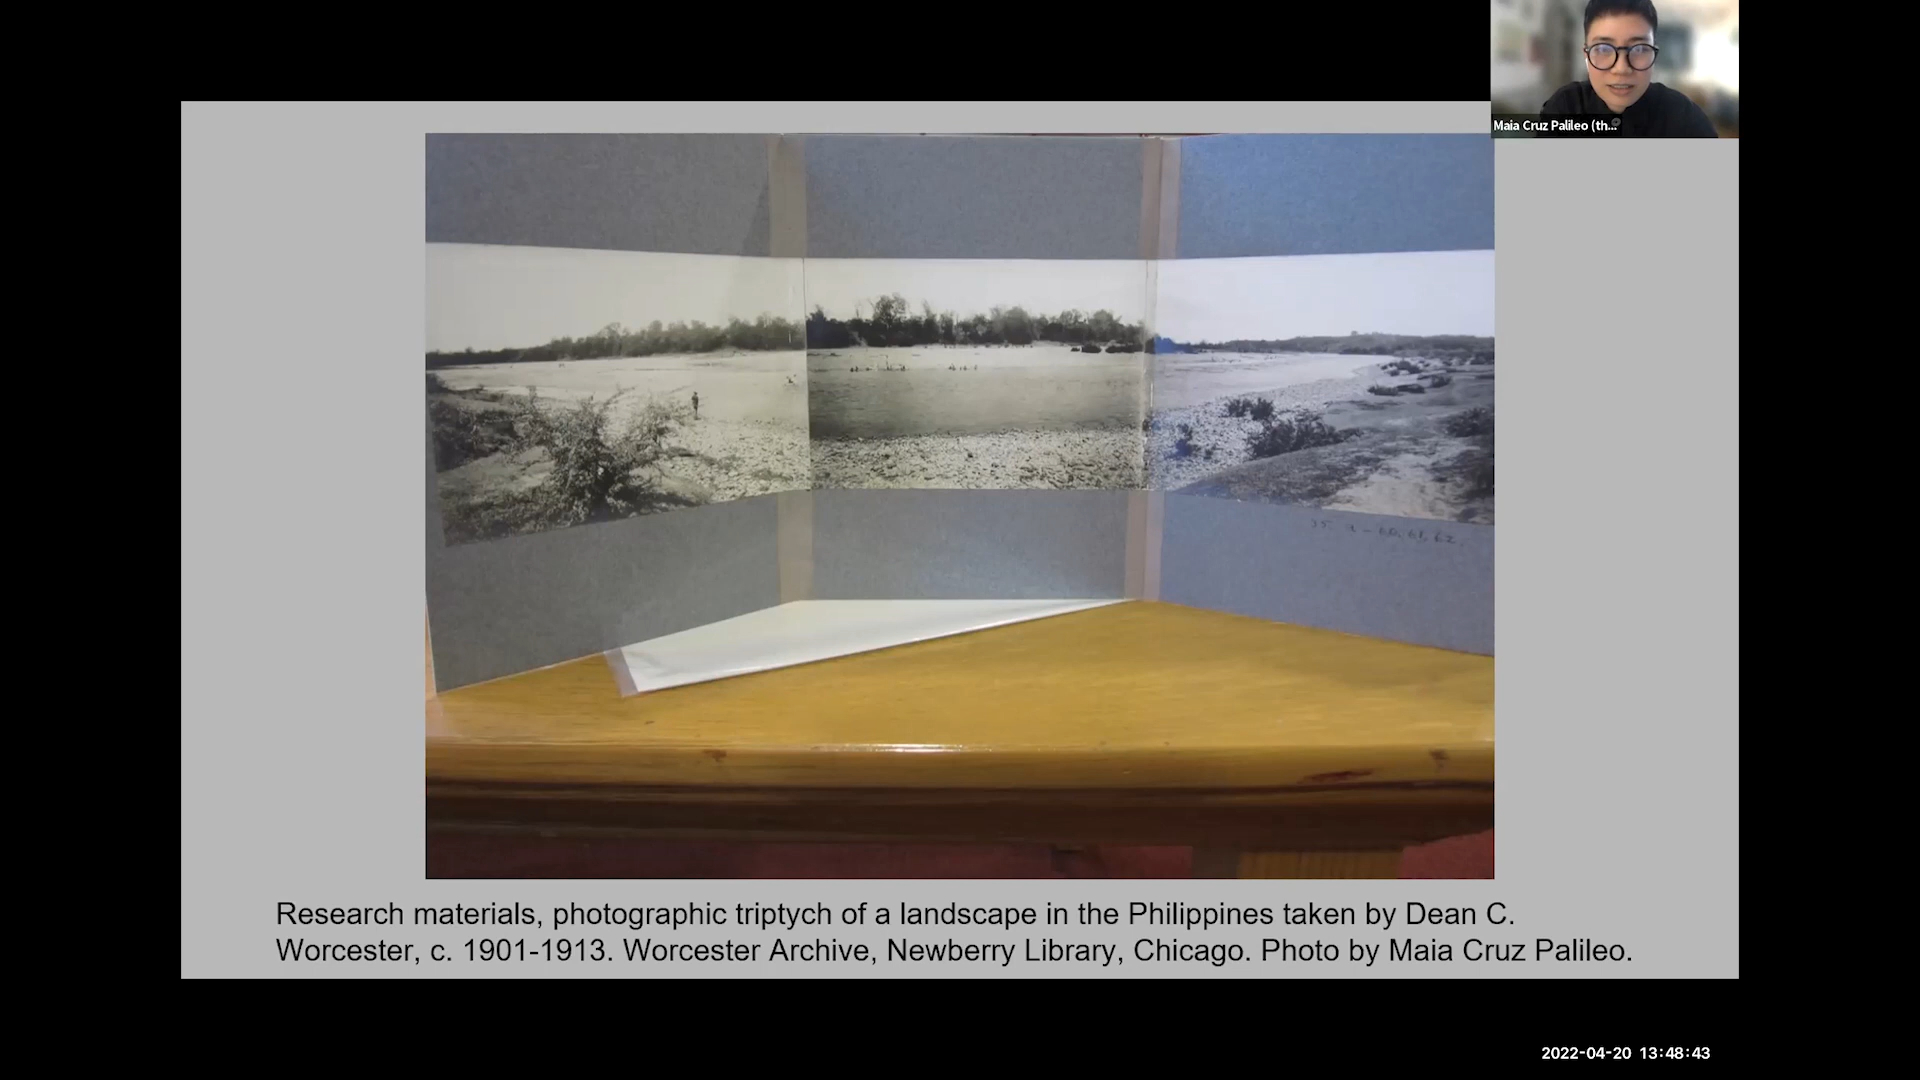 Maia Cruz Palileo (th...
Research materials, photographic triptych of a landscape in the Philippines taken by Dean C.
Worcester, c. 1901-1913. Worcester Archive, Newberry Library, Chicago. Photo by Maia Cruz Palileo.
2022-04-20 13:48:43